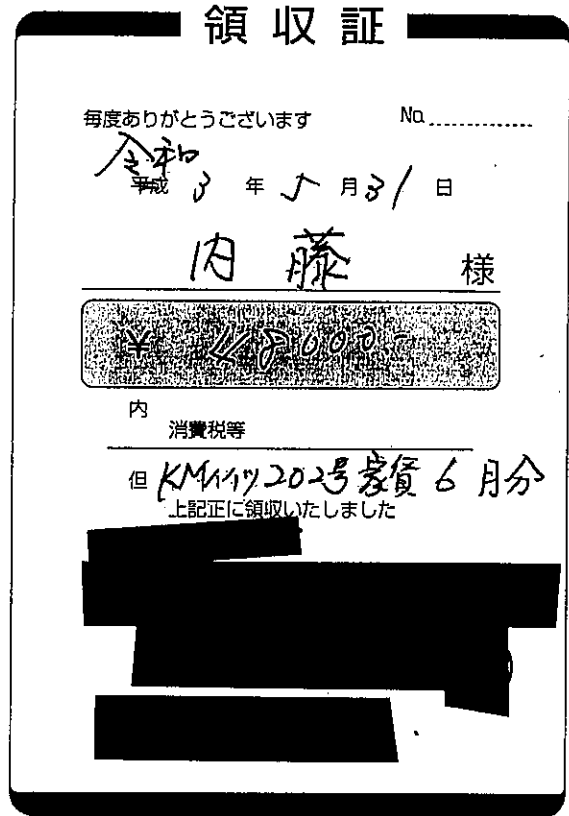 領収証
毎度ありがとうございます No.
令和
平成 3 年 5 月 31 日
内藤 様
¥ 48000.-
内
消費税等
但 KMハイツ 202号家賃 6月分
上記正に領収いたしました